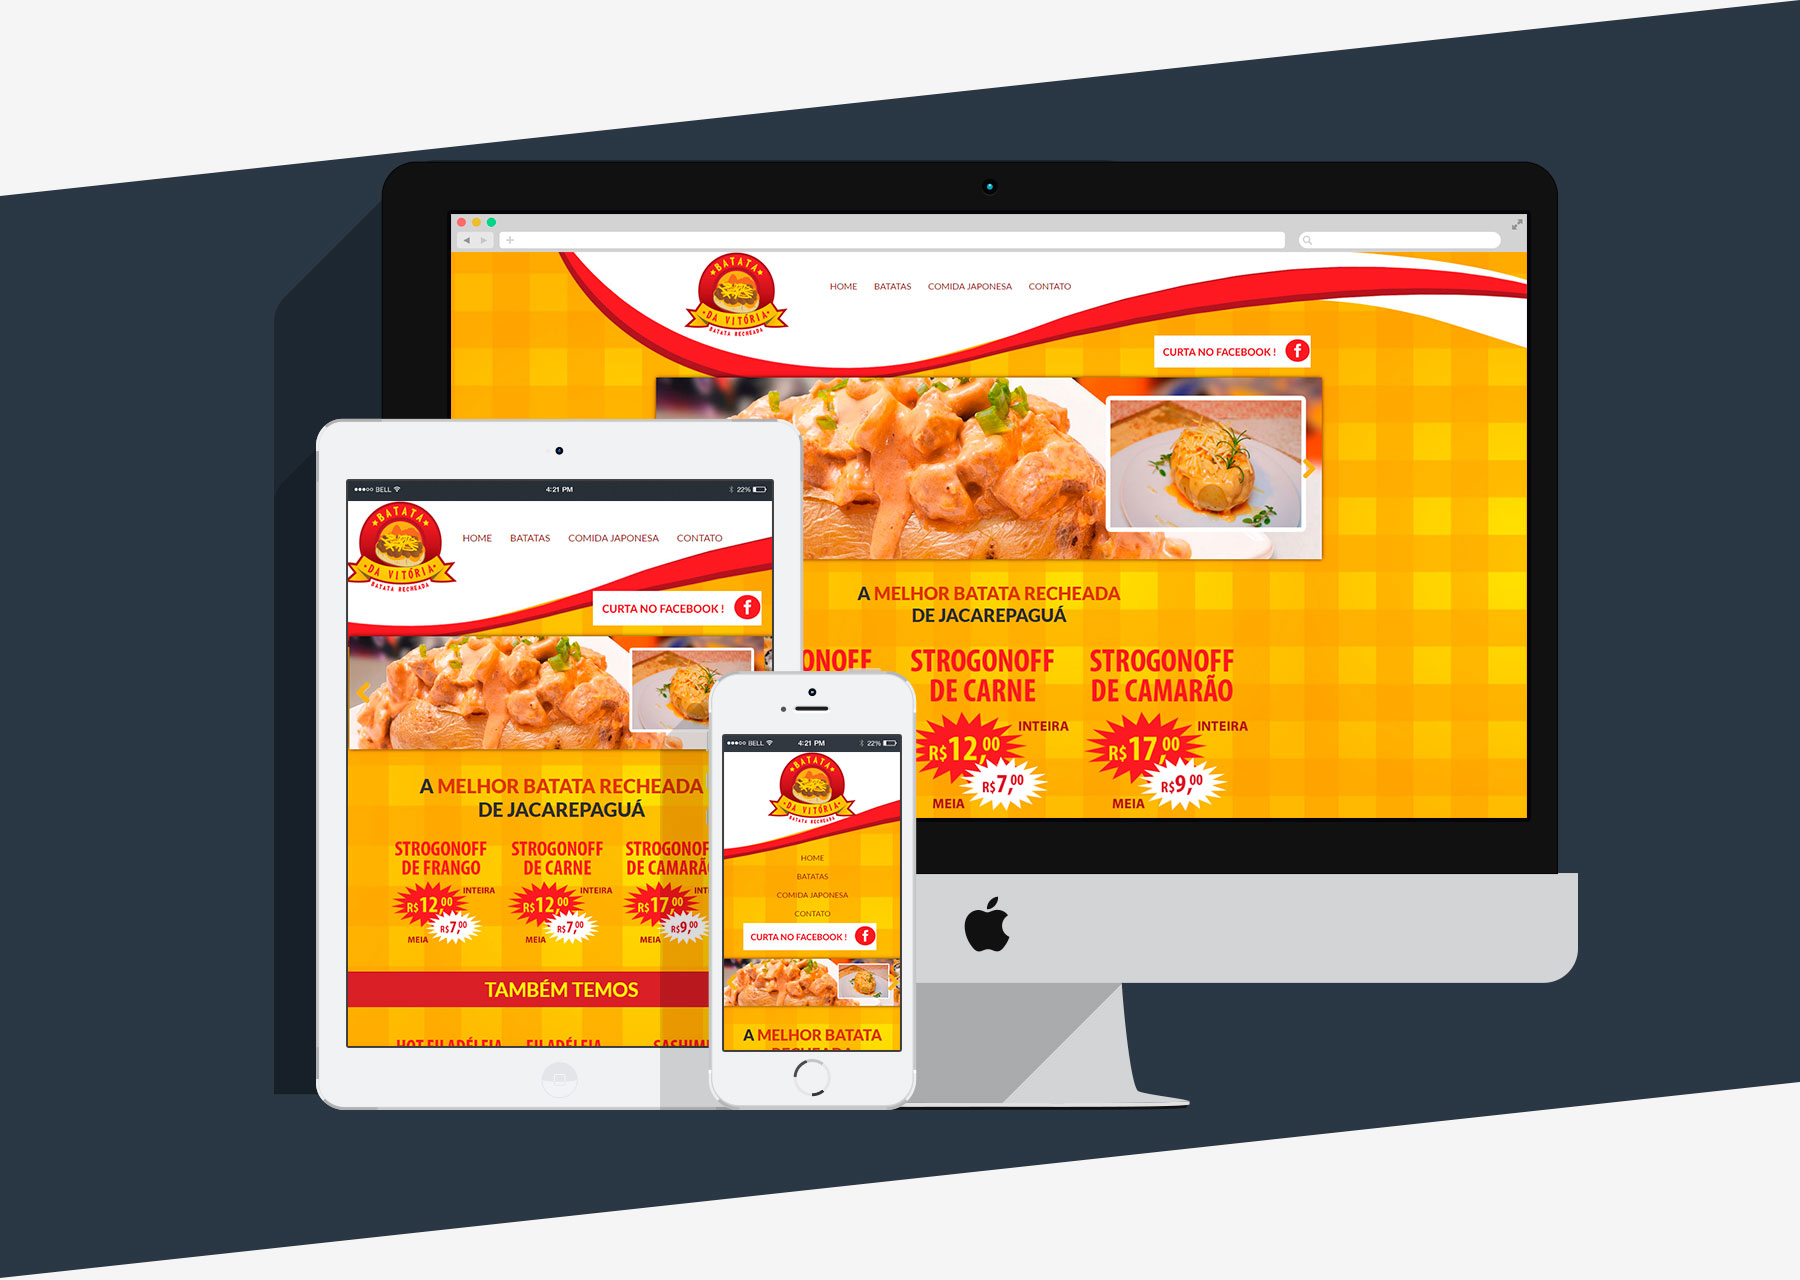 BATATA
DA VITÓRIA
BATATA RECHEADA
HOME BATATAS COMIDA JAPONESA CONTATO
CURTA NO FACEBOOK !
A MELHOR BATATA RECHEADA
DE JACAREPAGUÁ
ONOFF
STROGONOFF
DE CARNE
INTEIRA
R$12,00
R$7,00
MEIA
STROGONOFF
DE CAMARÃO
INTEIRA
R$17,00
R$9,00
MEIA
BELL 4:21 PM 22%
BATATA
DA VITÓRIA
BATATA RECHEADA
HOME BATATAS COMIDA JAPONESA CONTATO
CURTA NO FACEBOOK !
A MELHOR BATATA RECHEADA
DE JACAREPAGUÁ
STROGONOFF
DE FRANGO
INTEIRA
R$12,00
R$7,00
MEIA
STROGONOFF
DE CARNE
INTEIRA
R$12,00
R$7,00
MEIA
STROGONO
DE CAMARÃ
INT
R$17,00
R$9,00
MEIA
TAMBÉM TEMOS
HOT FILADÉLFIA FILADÉLFIA SASHIMI
BELL 4:21 PM 22%
BATATA
DA VITÓRIA
BATATA RECHEADA
HOME
BATATAS
COMIDA JAPONESA
CONTATO
CURTA NO FACEBOOK !
A MELHOR BATATA
RECHEADA